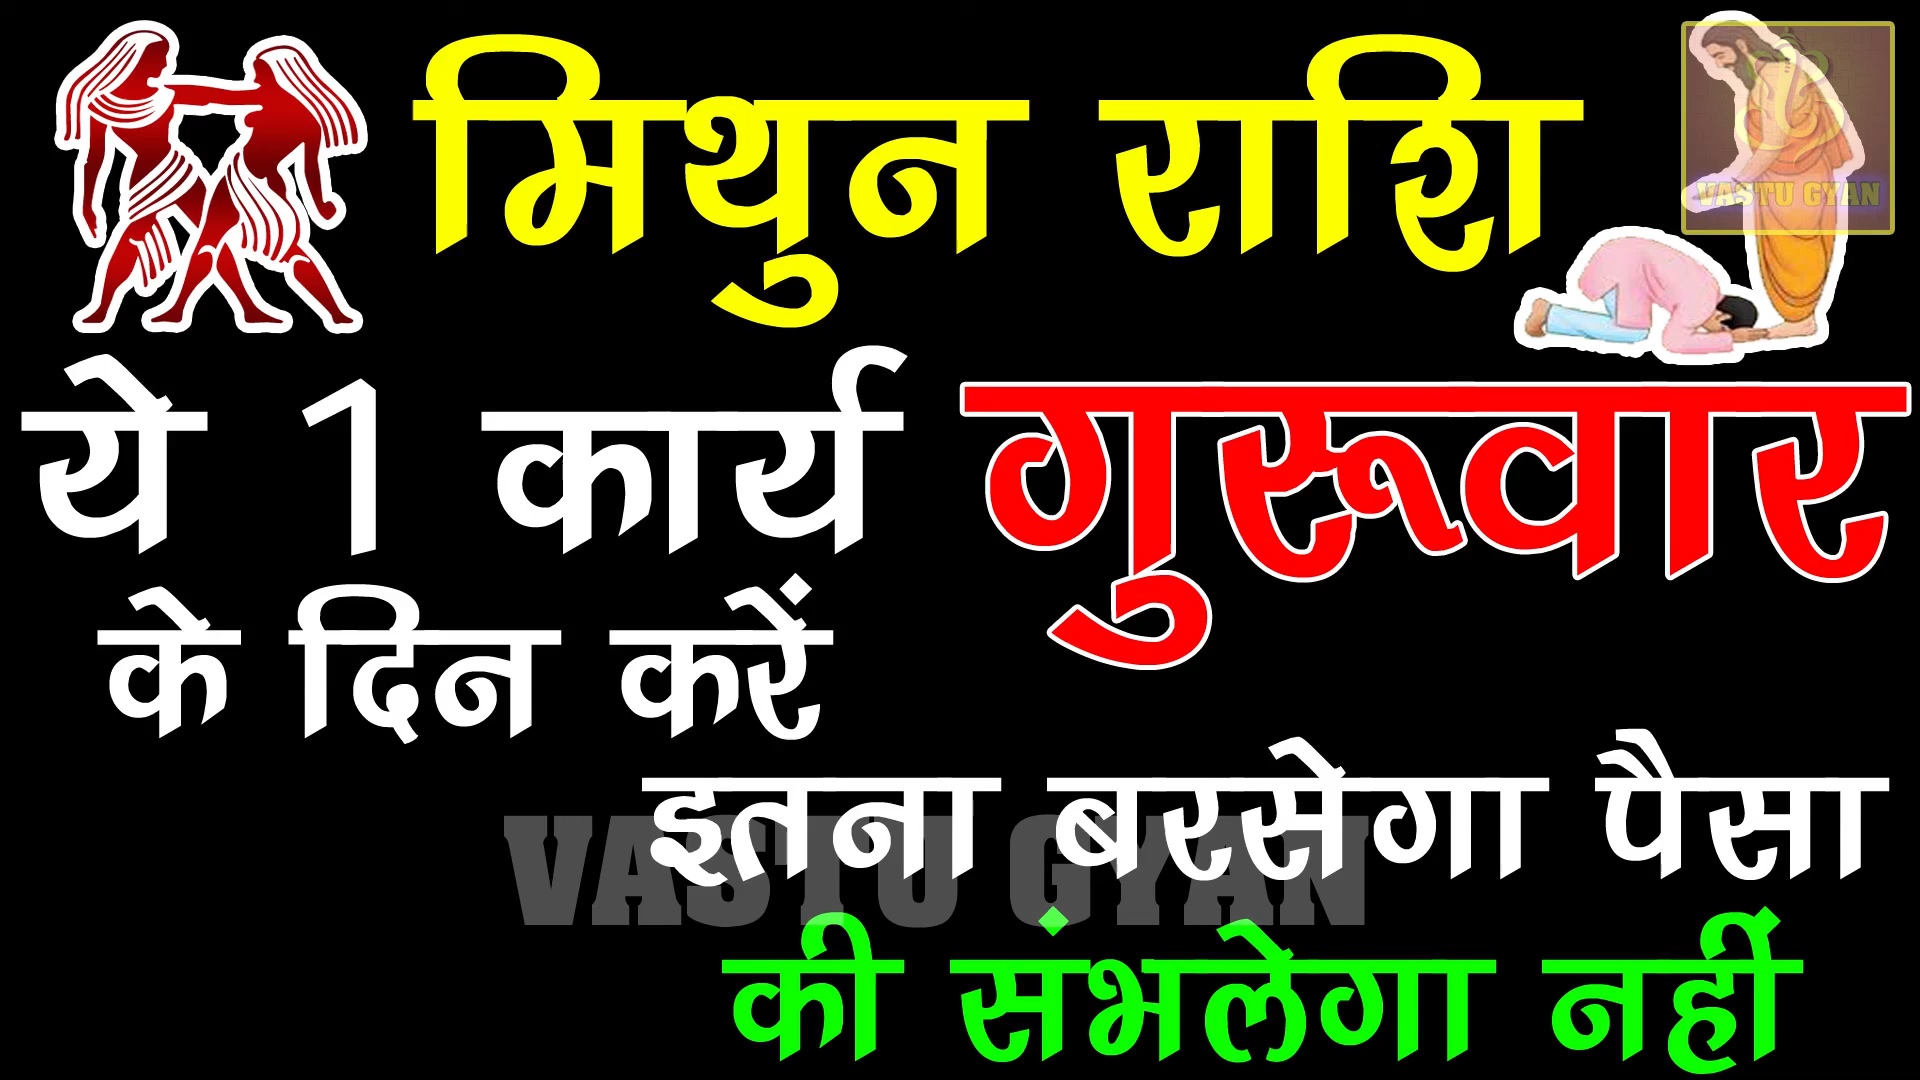 मिथुन राशि
VASTU GYAN
ये 1 कार्य गुरूवार
के दिन करें
इतना बरसेगा पैसा
VASTU GYAN
की संभलेगा नहीं